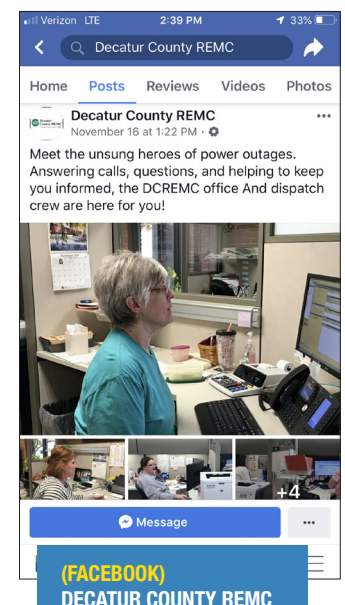 Verizon LTE 2:39 PM 33%
Decatur County REMC
Home Posts Reviews Videos Photos
Decatur County REMC
November 16 at 1:22 PM ·
Meet the unsung heroes of power outages.
Answering calls, questions, and helping to keep
you informed, the DCREMC office And dispatch
crew are here for you!
+4
Message
(FACEBOOK)
DECATUR COUNTY REMC